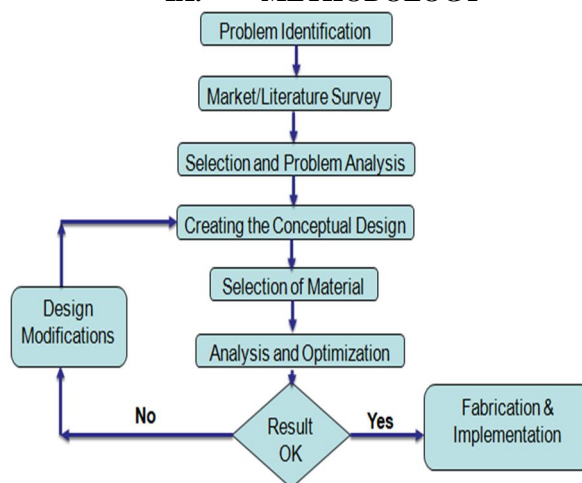 III. METHODOLOGY
Problem Identification
Market/Literature Survey
Selection and Problem Analysis
Creating the Conceptual Design
Selection of Material
Design
Modifications
Analysis and Optimization
No
Result
OK
Yes
Fabrication &
Implementation